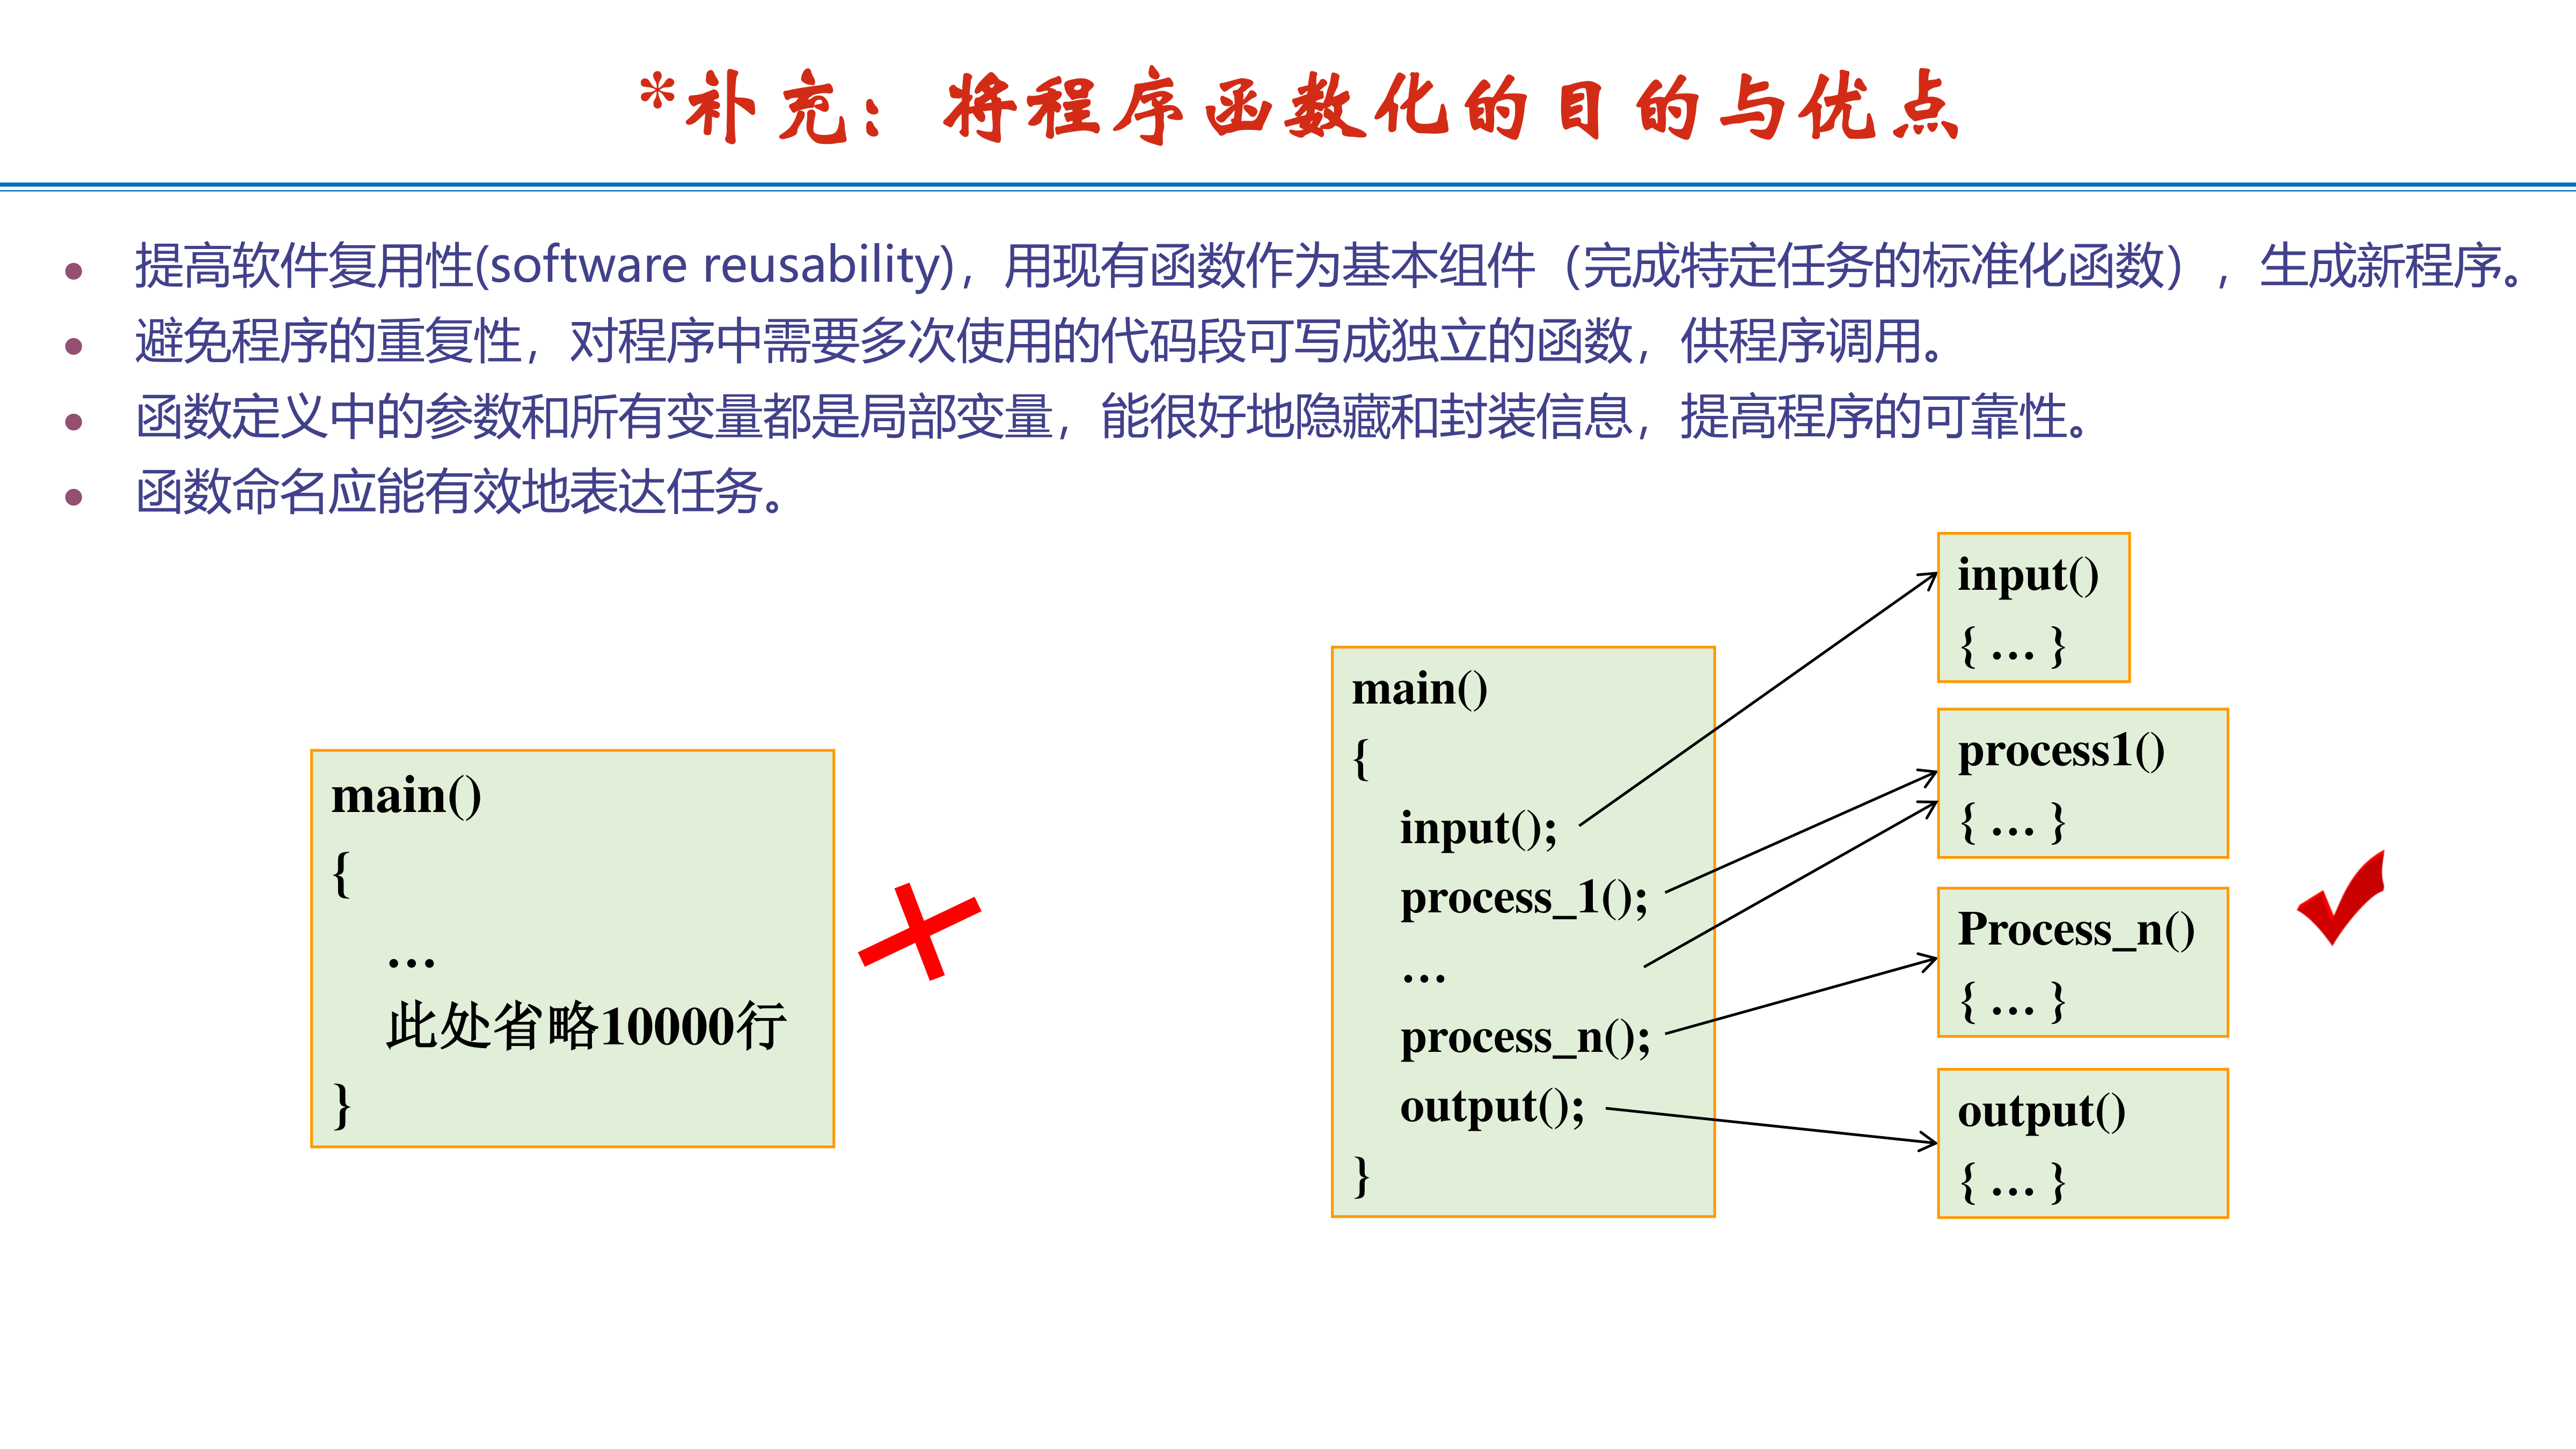 *补充：将程序函数化的目的与优点
提高软件复用性(software reusability)，用现有函数作为基本组件（完成特定任务的标准化函数），生成新程序。
避免程序的重复性，对程序中需要多次使用的代码段可写成独立的函数，供程序调用。
函数定义中的参数和所有变量都是局部变量，能很好地隐藏和封装信息，提高程序的可靠性。
函数命名应能有效地表达任务。
main()
{
…
此处省略10000行
}
main()
{
input();
process_1();
…
process_n();
output();
}
input()
{ … }
process1()
{ … }
Process_n()
{ … }
output()
{ … }